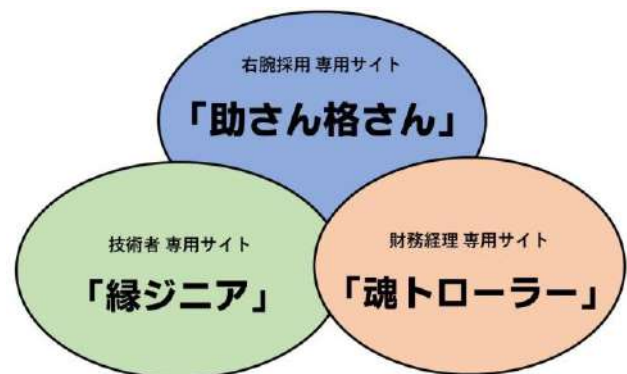 右腕採用 専用サイト
「助さん格さん」
技術者 専用サイト
「縁ジニア」
財務経理 専用サイト
「魂トローラー」